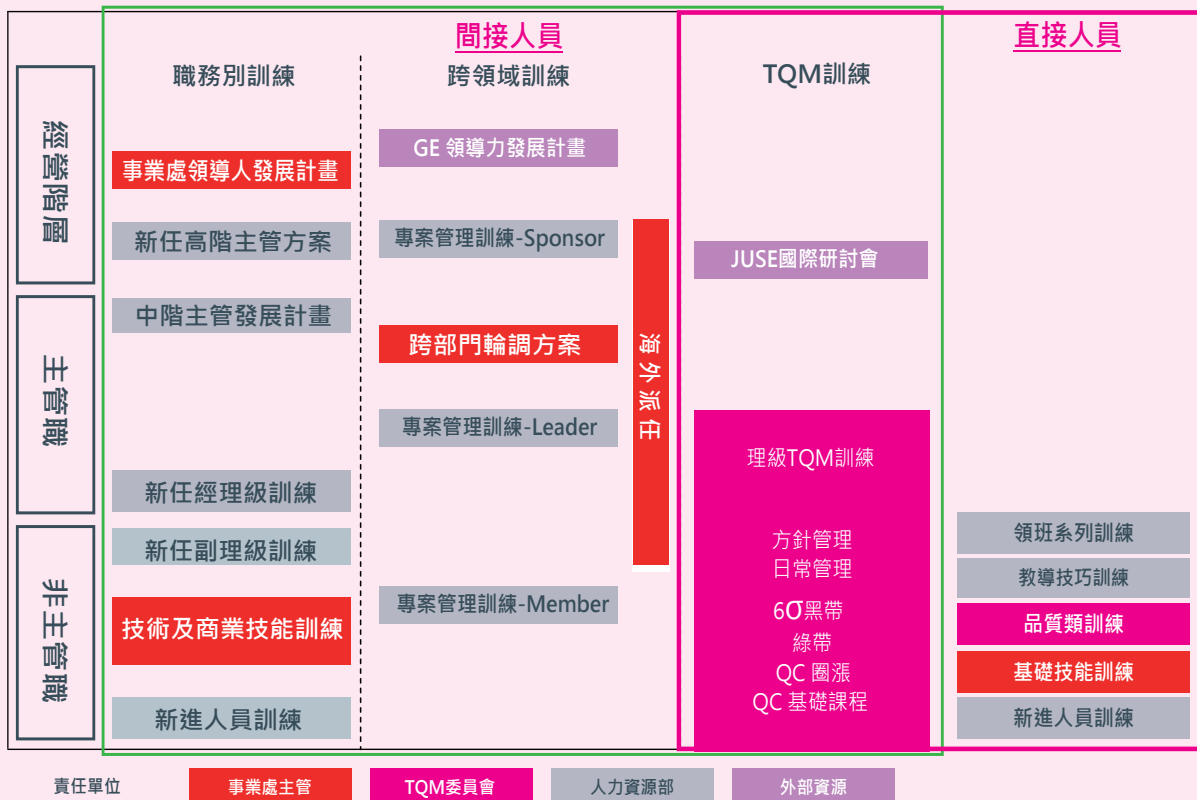 間接人員
直接人員
職務別訓練
跨領域訓練
TQM訓練
經營階層
主管職
非主管職
事業處領導人發展計畫
新任高階主管方案
中階主管發展計畫
新任經理級訓練
新任副理級訓練
技術及商業技能訓練
新進人員訓練
GE 領導力發展計畫
專案管理訓練-Sponsor
跨部門輪調方案
專案管理訓練-Leader
專案管理訓練-Member
海外派任
JUSE國際研討會
理級TQM訓練
方針管理
日常管理
6σ黑帶
綠帶
QC 圈漲
QC 基礎課程
領班系列訓練
教導技巧訓練
品質類訓練
基礎技能訓練
新進人員訓練
責任單位
事業處主管
TQM委員會
人力資源部
外部資源